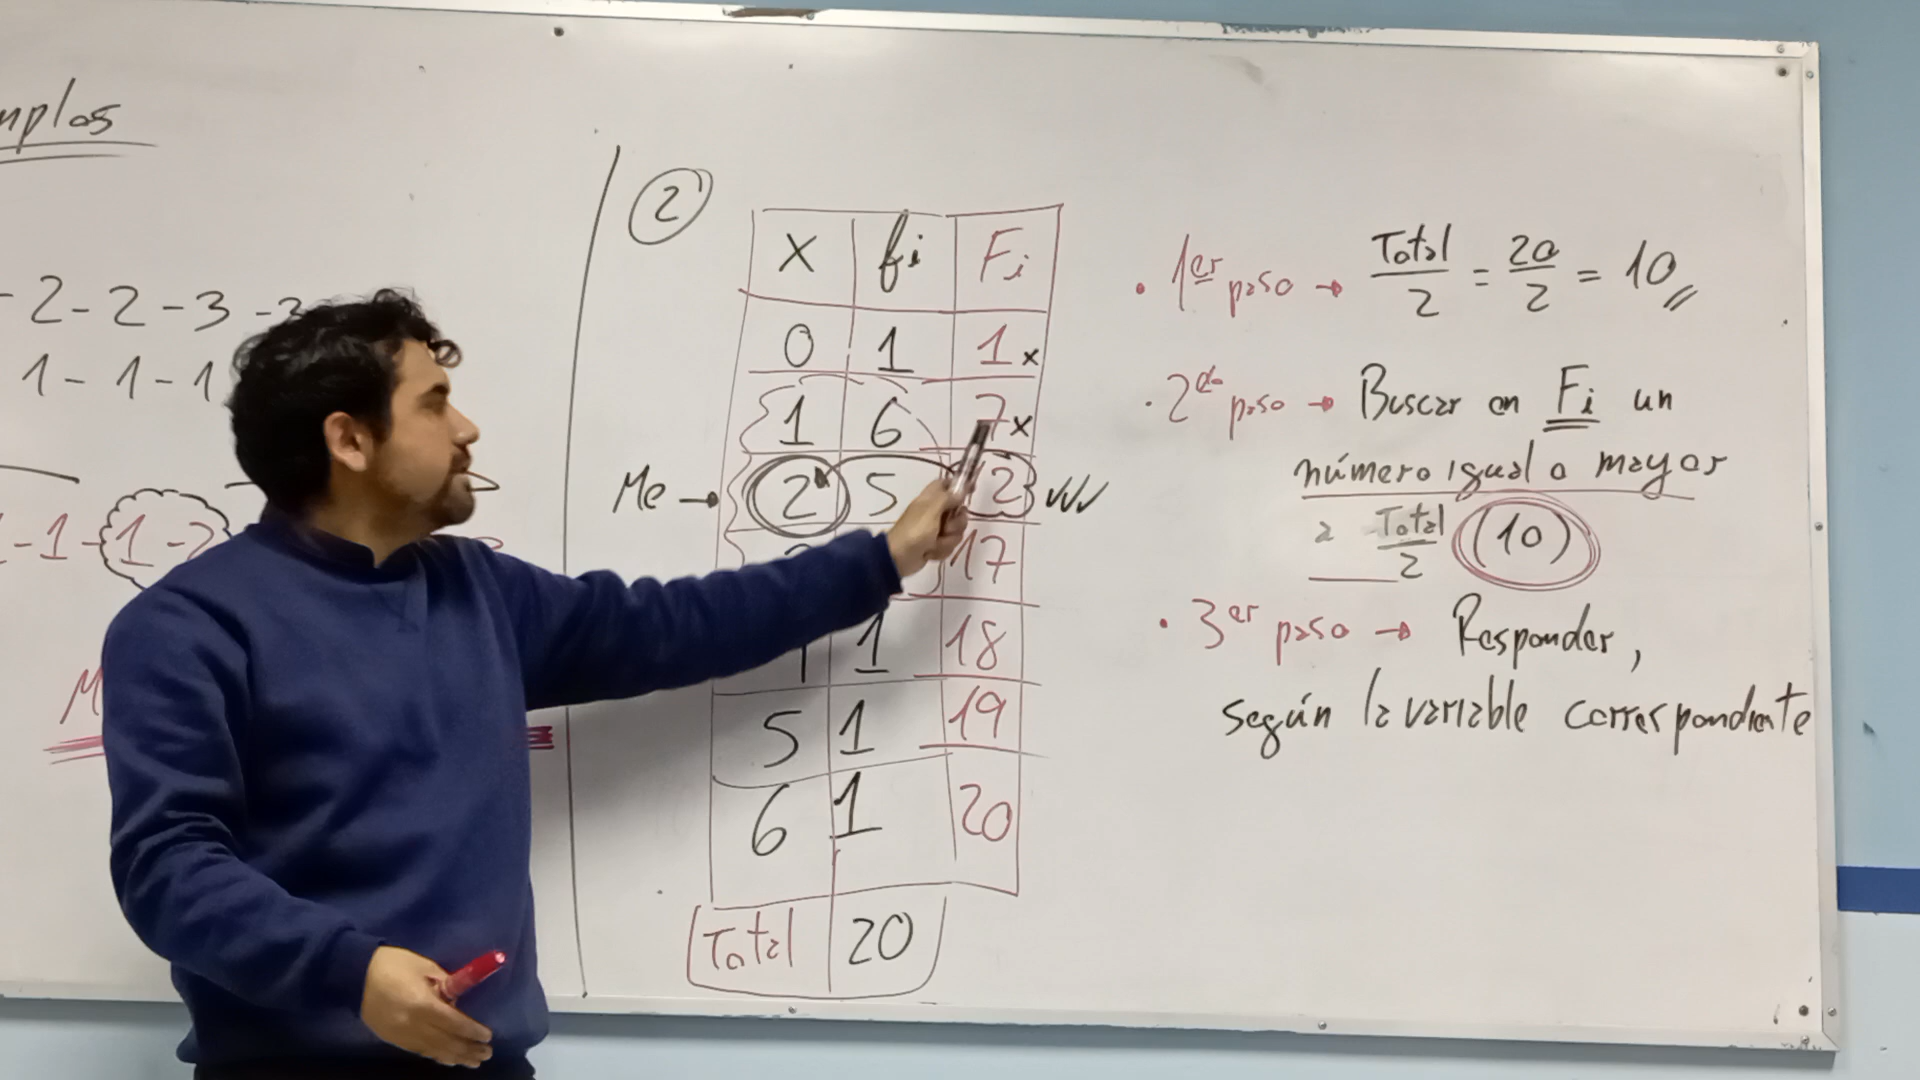 mplos
- 2 - 2 - 3 - 3
1 - 1 - 1
- 1 - 1 - 2
M
2
X fi Fi
0 1 1 x
1 6 7 x
Me → 2 5 12
17
1 18
5 1 19
6 1 20
Total 20
• 1er paso → Total/2 = 20/2 = 10
• 2do paso → Buscar en Fi un
número igual o mayor
a Total/2 (10)
• 3er paso → Responder,
según la variable correspondiente